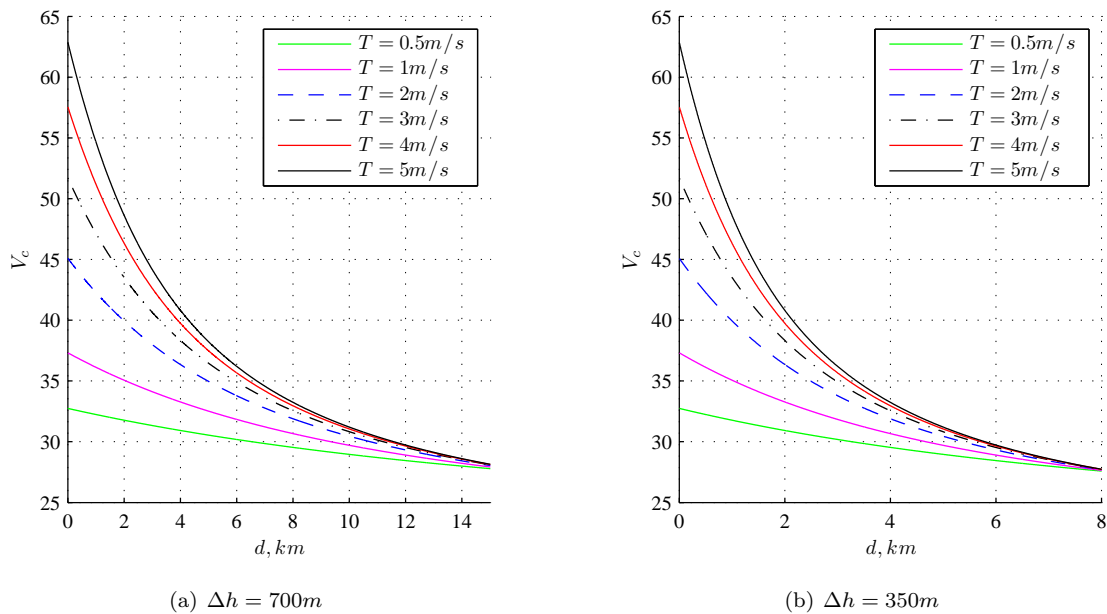 65
60
55
50
45
40
35
30
25
V_c
0 2 4 6 8 10 12 14
d, km
T = 0.5m/s
T = 1m/s
T = 2m/s
T = 3m/s
T = 4m/s
T = 5m/s
(a) Δh = 700m
65
60
55
50
45
40
35
30
25
V_c
0 2 4 6 8
d, km
T = 0.5m/s
T = 1m/s
T = 2m/s
T = 3m/s
T = 4m/s
T = 5m/s
(b) Δh = 350m